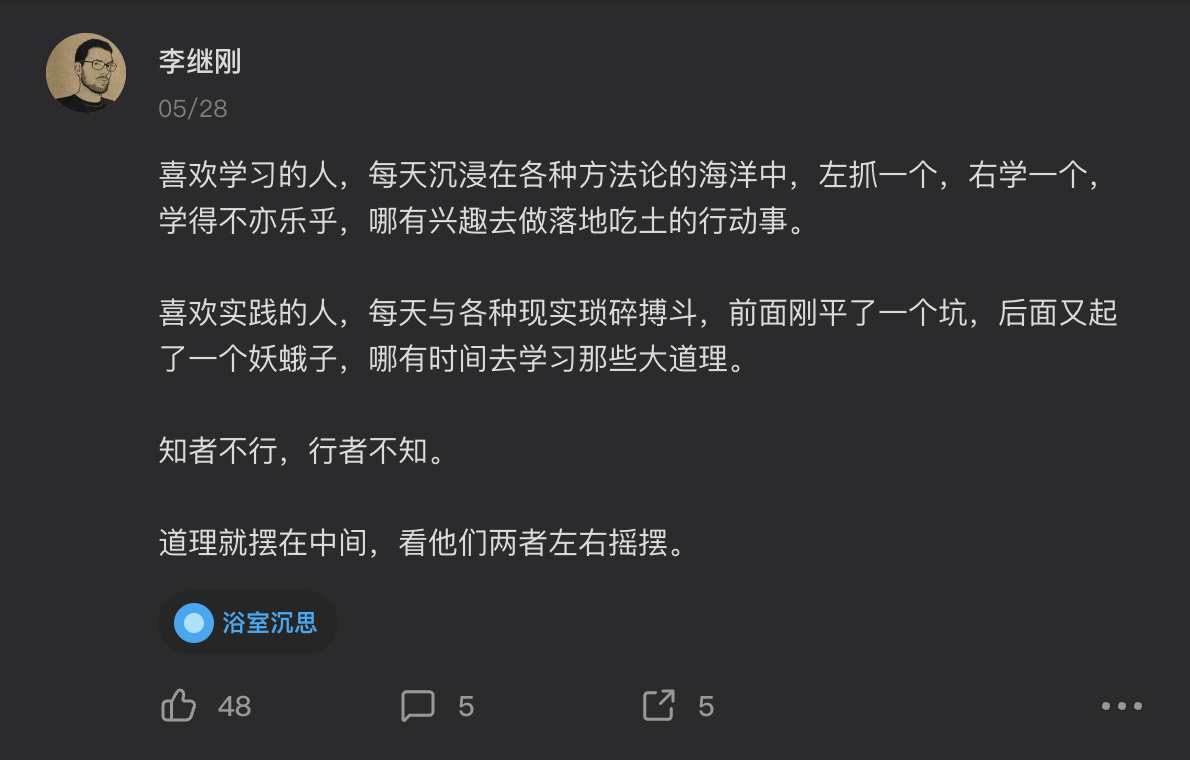 李继刚
05/28
喜欢学习的人，每天沉浸在各种方法论的海洋中，左抓一个，右学一个，
学得不亦乐乎，哪有兴趣去做落地吃土的行动事。
喜欢实践的人，每天与各种现实琐碎搏斗，前面刚平了一个坑，后面又起
了一个妖蛾子，哪有时间去学习那些大道理。
知者不行，行者不知。
道理就摆在中间，看他们两者左右摇摆。
浴室沉思
48 5 5